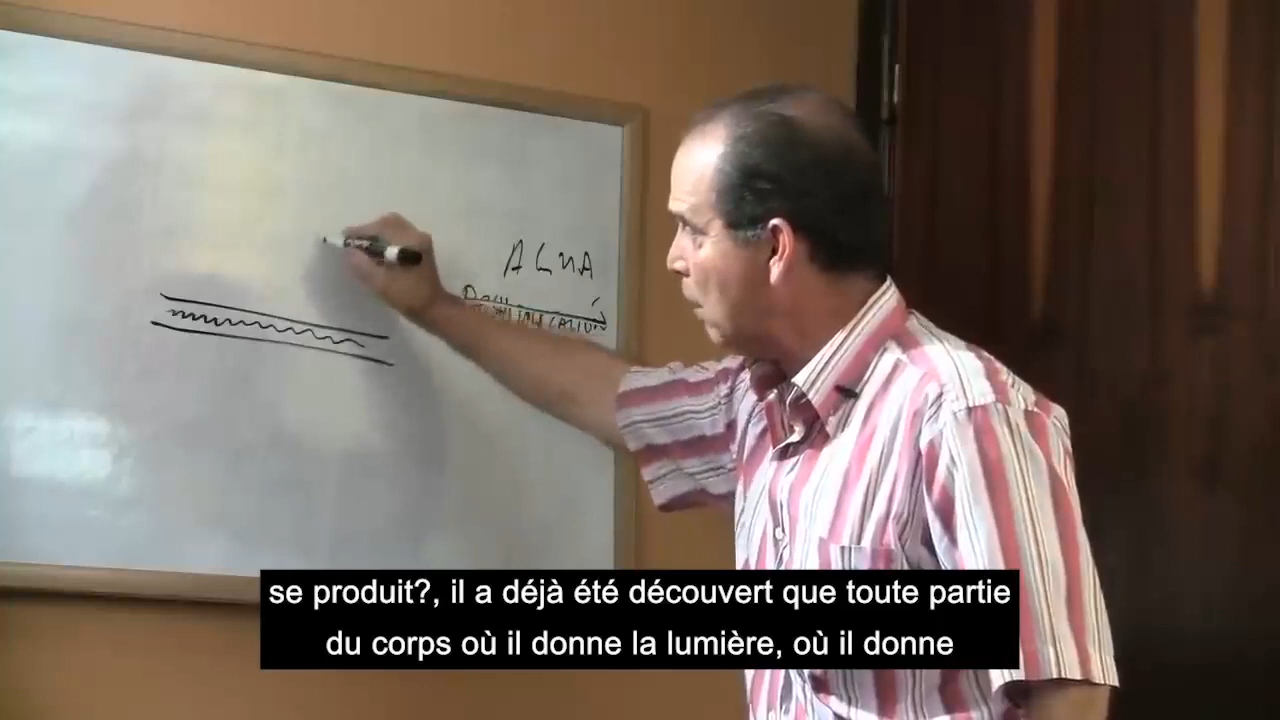 AGUA
se produit?, il a déjà été découvert que toute partie
du corps où il donne la lumière, où il donne